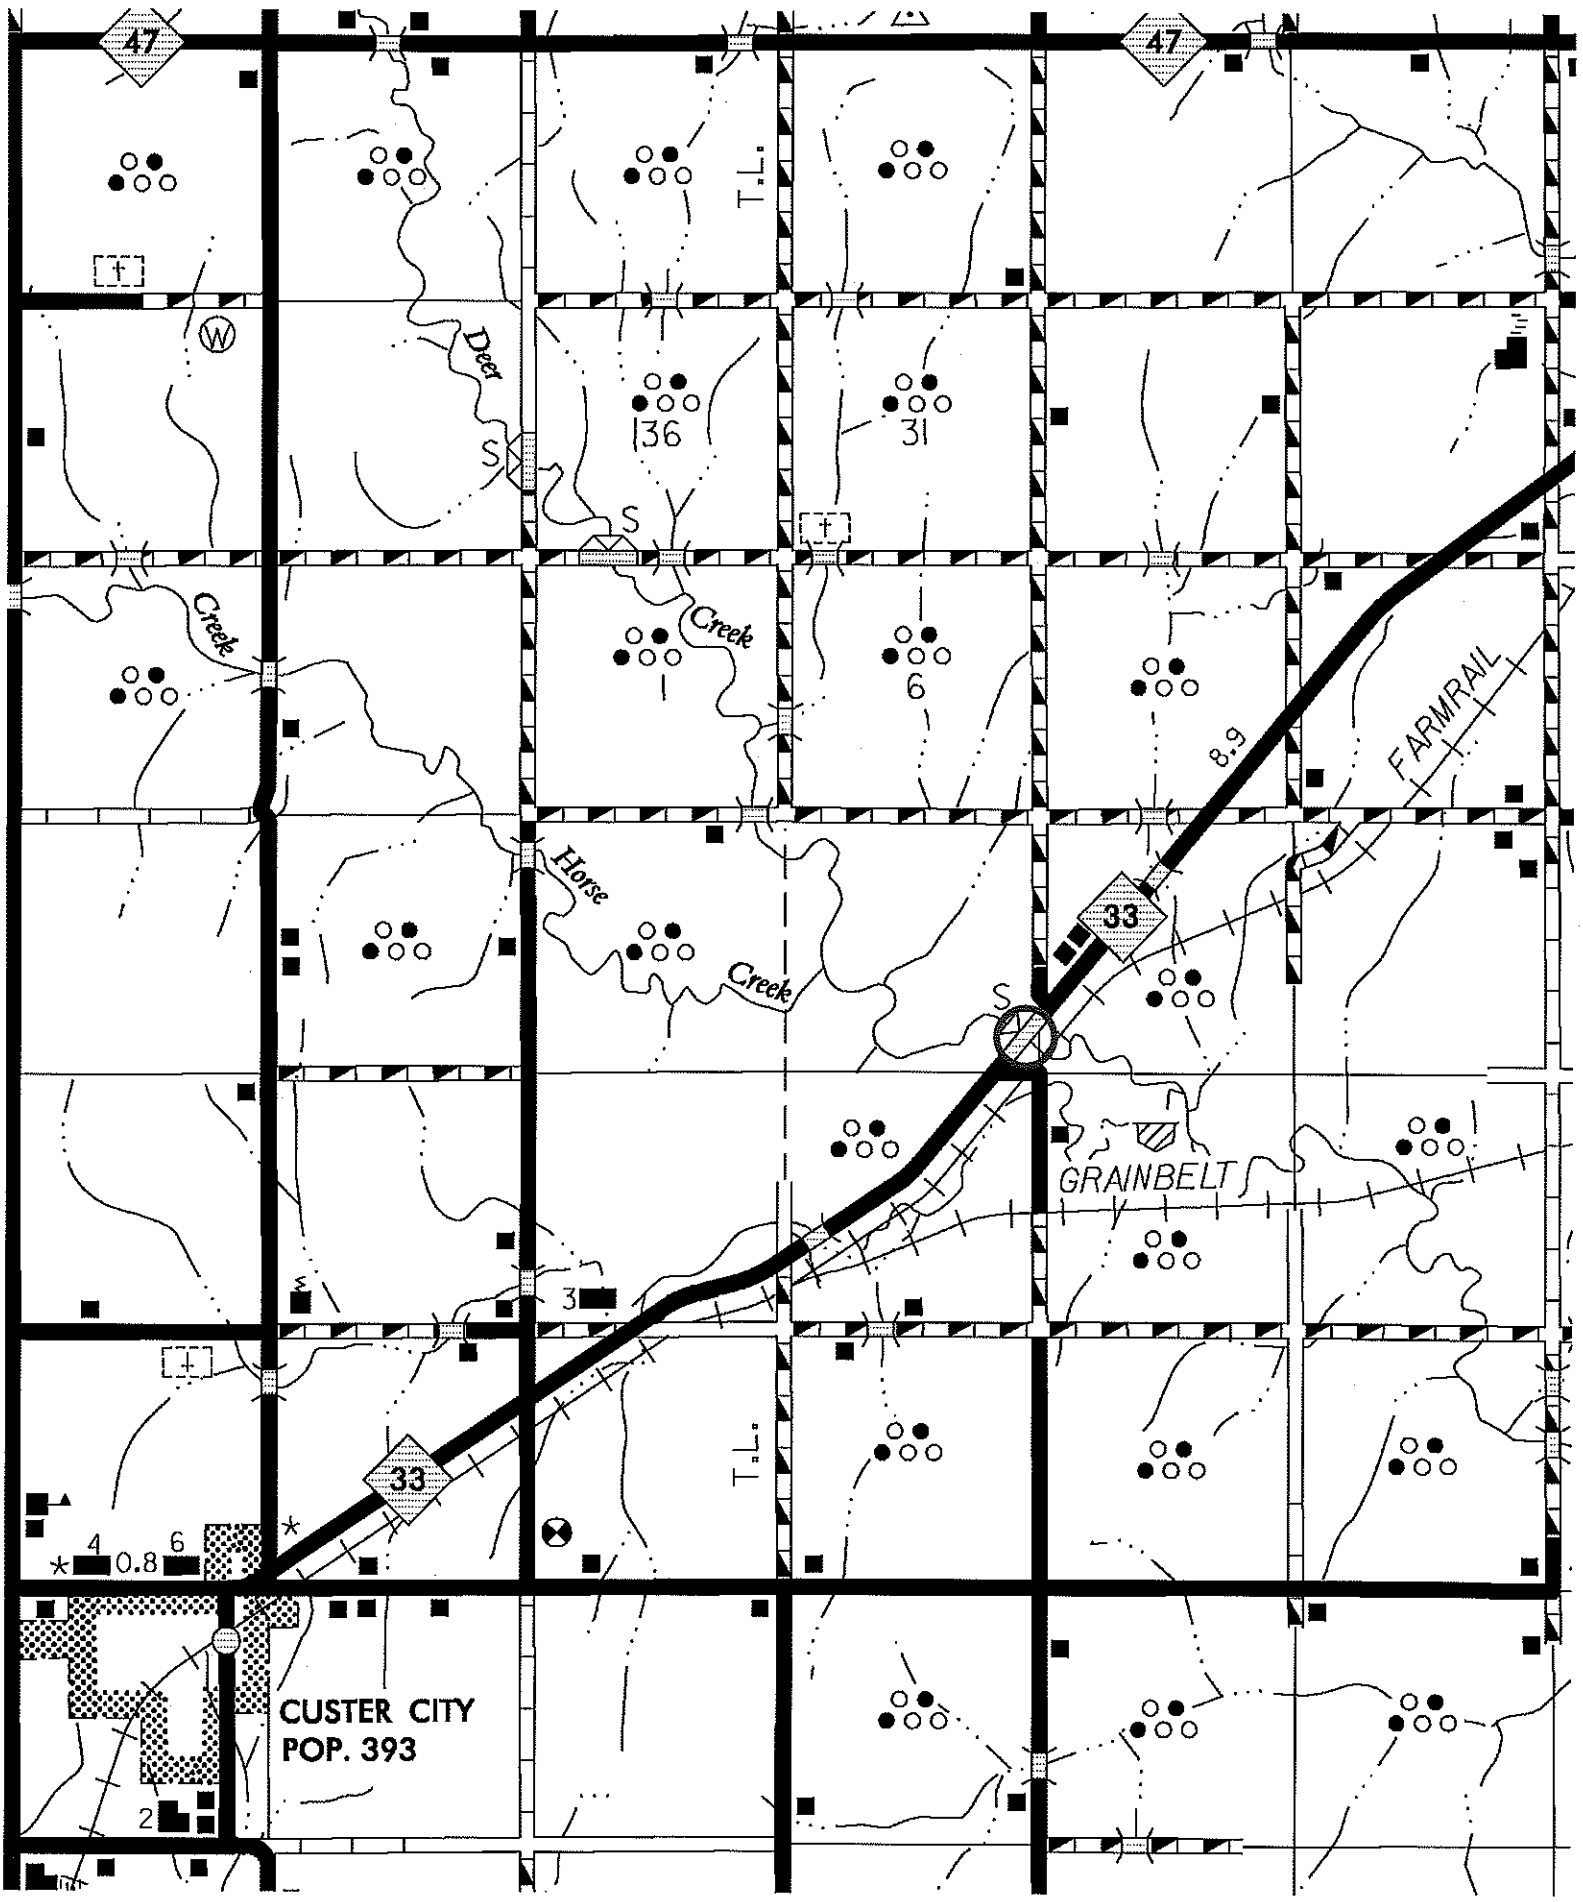 47
47
T.L.
W
Deer
36
31
S
S
Creek
Creek
6
8.9
FARMRAIL
Horse
Creek
33
S
GRAINBELT
3
T.L.
33
4
6
0.8
CUSTER CITY
POP. 393
2